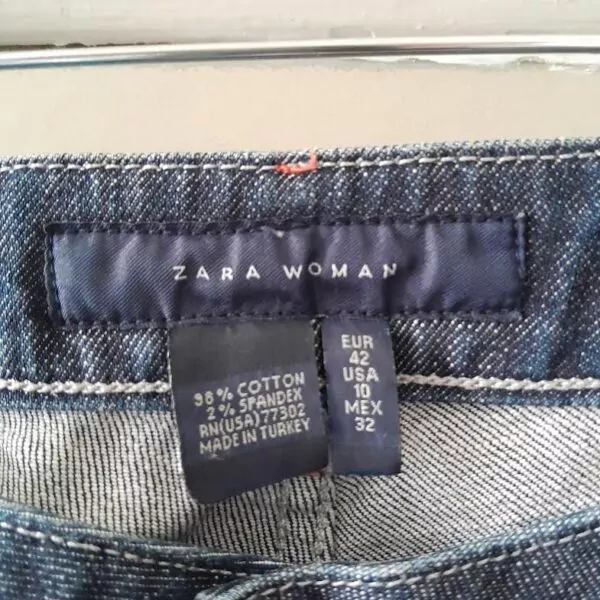 ZARA WOMAN
98% COTTON
2% SPANDEX
RN(USA)77302
MADE IN TURKEY
EUR
42
USA
10
MEX
32